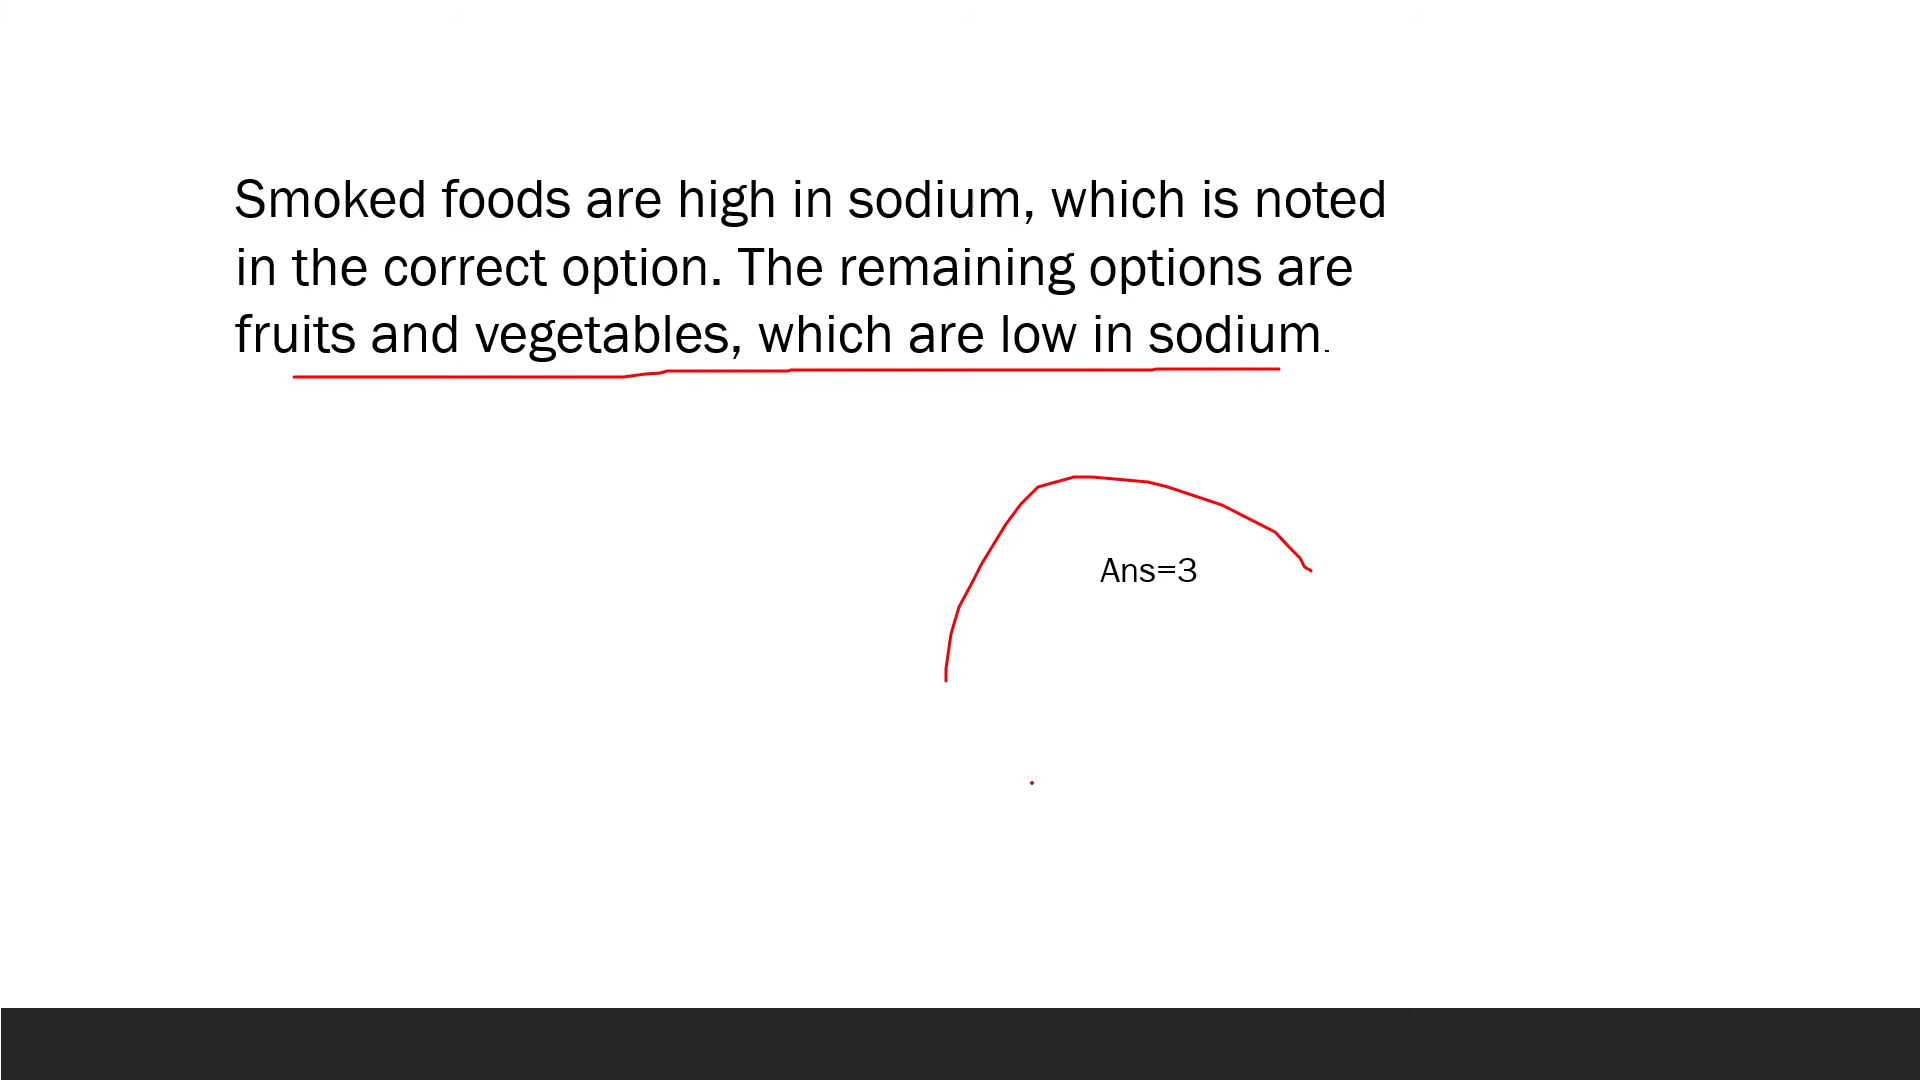 Smoked foods are high in sodium, which is noted
in the correct option. The remaining options are
fruits and vegetables, which are low in sodium.
Ans=3